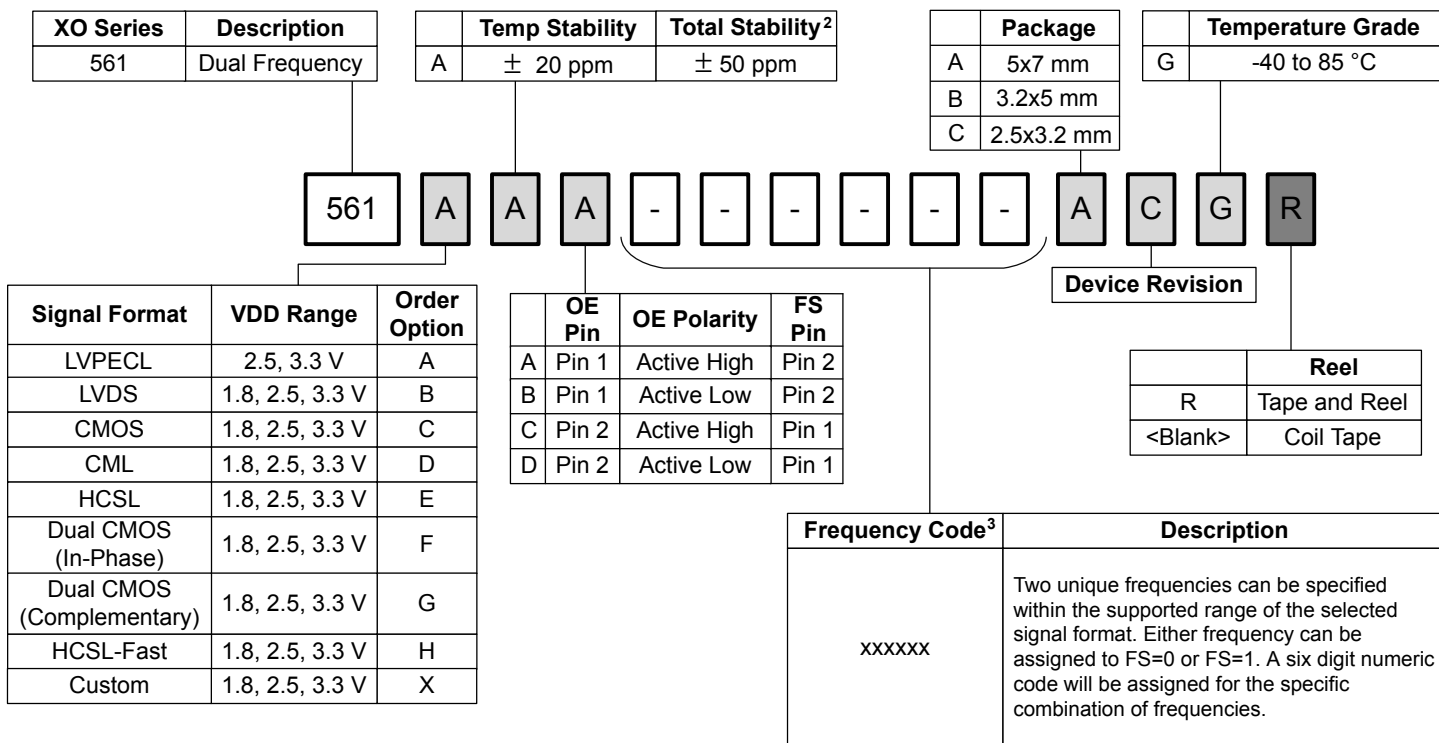 XO Series Description
561 Dual Frequency
Temp Stability Total Stability²
A ± 20 ppm ± 50 ppm
Package
A 5x7 mm
B 3.2x5 mm
C 2.5x3.2 mm
Temperature Grade
G -40 to 85 °C
561 A A A - - - - - - A C G R
Device Revision
Signal Format VDD Range Order Option
LVPECL 2.5, 3.3 V A
LVDS 1.8, 2.5, 3.3 V B
CMOS 1.8, 2.5, 3.3 V C
CML 1.8, 2.5, 3.3 V D
HCSL 1.8, 2.5, 3.3 V E
Dual CMOS
(In-Phase) 1.8, 2.5, 3.3 V F
Dual CMOS
(Complementary) 1.8, 2.5, 3.3 V G
HCSL-Fast 1.8, 2.5, 3.3 V H
Custom 1.8, 2.5, 3.3 V X
OE Pin OE Polarity FS Pin
A Pin 1 Active High Pin 2
B Pin 1 Active Low Pin 2
C Pin 2 Active High Pin 1
D Pin 2 Active Low Pin 1
Reel
R Tape and Reel
<Blank> Coil Tape
Frequency Code³ Description
xxxxxx
Two unique frequencies can be specified
within the supported range of the selected
signal format. Either frequency can be
assigned to FS=0 or FS=1. A six digit numeric
code will be assigned for the specific
combination of frequencies.